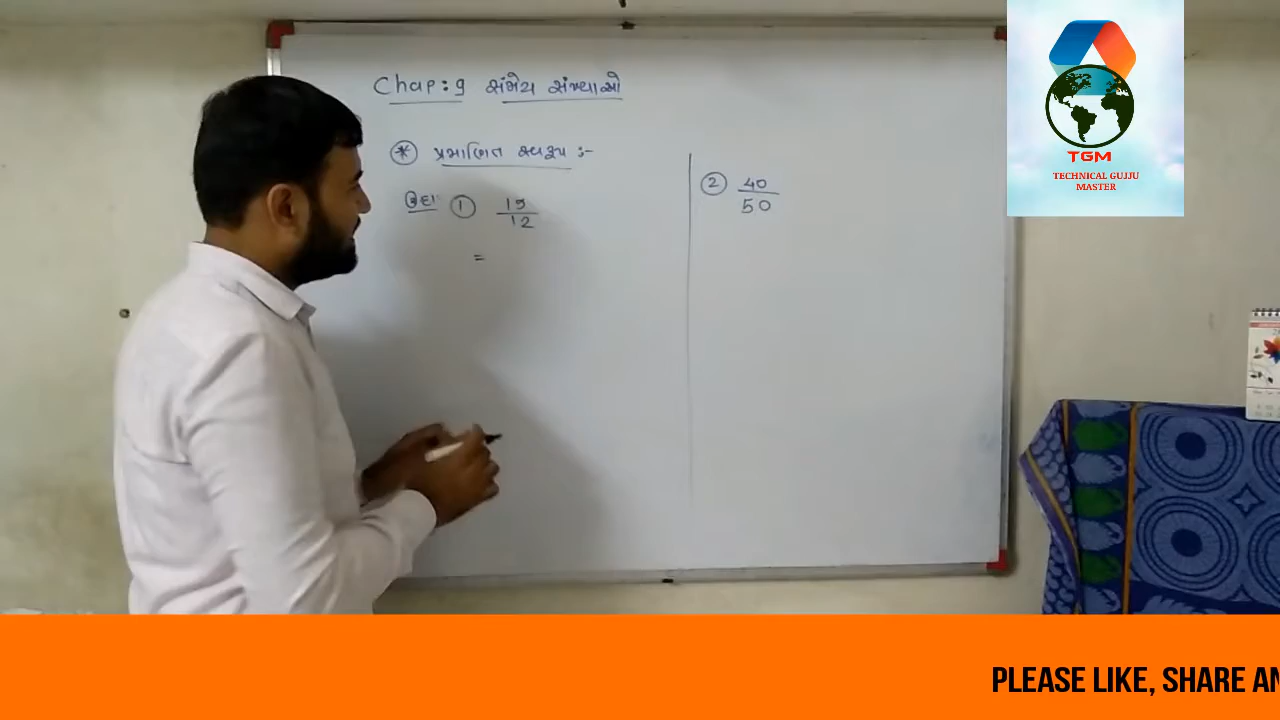 Chap : 9 સંમેય સંખ્યાઓ
* પ્રમાણિત સ્વરૂપ :-
ઉદા ① 15
12
=
② 40
50
TGM
TECHNICAL GUJJU
MASTER
PLEASE LIKE, SHARE AN